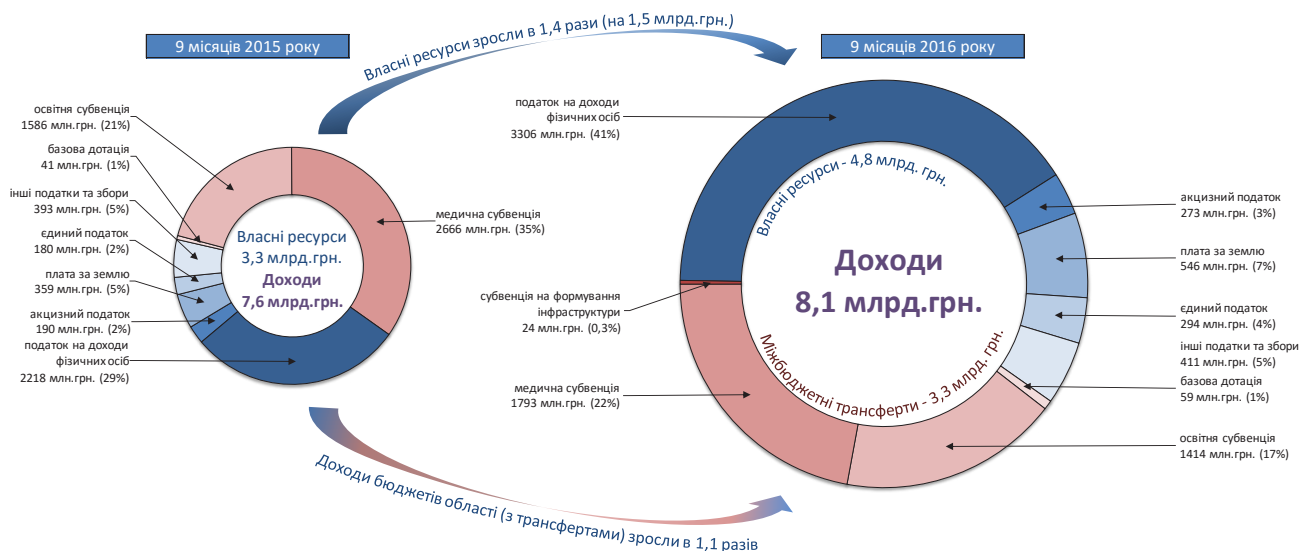 Власні ресурси зросли в 1,4 рази (на 1,5 млрд.грн.)
9 місяців 2015 року
9 місяців 2016 року
освітня субвенція
1586 млн.грн. (21%)
базова дотація
41 млн.грн. (1%)
інші податки та збори
393 млн.грн. (5%)
єдиний податок
180 млн.грн. (2%)
плата за землю
359 млн.грн. (5%)
акцизний податок
190 млн.грн. (2%)
податок на доходи
фізичних осіб
2218 млн.грн. (29%)
медична субвенція
2666 млн.грн. (35%)
Власні ресурси
3,3 млрд.грн.
Доходи
7,6 млрд.грн.
податок на доходи
фізичних осіб
3306 млн.грн. (41%)
субвенція на формування
інфраструктури
24 млн.грн. (0,3%)
медична субвенція
1793 млн.грн. (22%)
Власні ресурси - 4,8 млрд. грн.
Доходи
8,1 млрд.грн.
Міжбюджетні трансферти - 3,3 млрд. грн.
акцизний податок
273 млн.грн. (3%)
плата за землю
546 млн.грн. (7%)
єдиний податок
294 млн.грн. (4%)
інші податки та збори
411 млн.грн. (5%)
базова дотація
59 млн.грн. (1%)
освітня субвенція
1414 млн.грн. (17%)
Доходи бюджетів області (з трансфертами) зросли в 1,1 разів